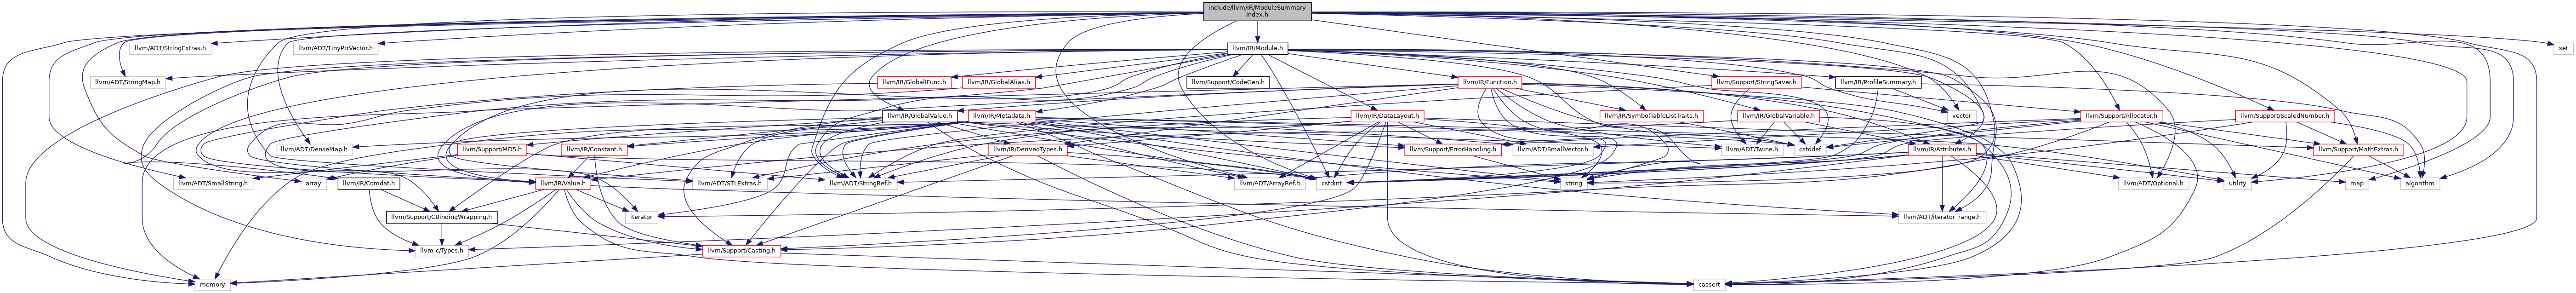 include/llvm/IR/ModuleSummary
Index.h
llvm/ADT/StringExtras.h
llvm/ADT/TinyPtrVector.h
llvm/IR/Module.h
set
llvm/ADT/StringMap.h
llvm/IR/GlobalIFunc.h
llvm/IR/GlobalAlias.h
llvm/Support/CodeGen.h
llvm/IR/Function.h
llvm/Support/StringSaver.h
llvm/IR/ProfileSummary.h
llvm/IR/GlobalValue.h
llvm/IR/Metadata.h
llvm/IR/DataLayout.h
llvm/IR/SymbolTableListTraits.h
llvm/IR/GlobalVariable.h
vector
llvm/Support/Allocator.h
llvm/Support/ScaledNumber.h
llvm/ADT/DenseMap.h
llvm/Support/MD5.h
llvm/IR/Constant.h
llvm/IR/DerivedTypes.h
llvm/Support/ErrorHandling.h
llvm/ADT/SmallVector.h
llvm/ADT/Twine.h
cstddef
llvm/IR/Attributes.h
llvm/Support/MathExtras.h
llvm/ADT/SmallString.h
array
llvm/IR/Comdat.h
llvm/IR/Value.h
llvm/ADT/STLExtras.h
llvm/ADT/StringRef.h
llvm/ADT/ArrayRef.h
cstdint
string
llvm/ADT/Optional.h
utility
map
algorithm
llvm/Support/CBindingWrapping.h
iterator
llvm/ADT/iterator_range.h
llvm-c/Types.h
llvm/Support/Casting.h
memory
cassert